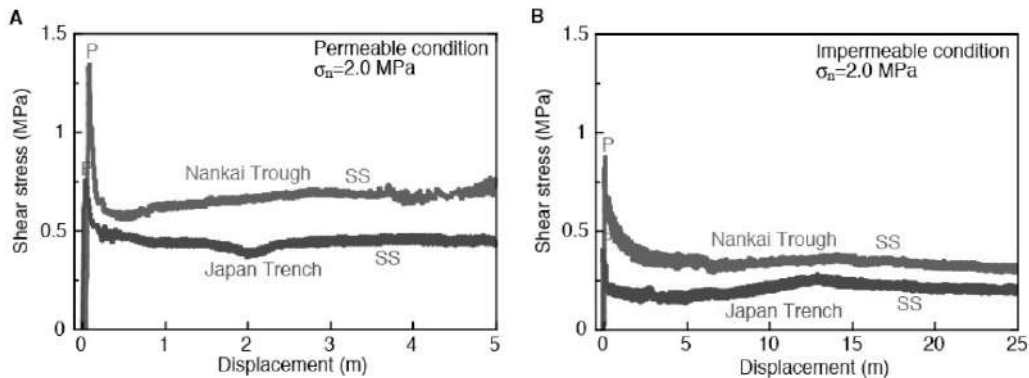 A
Permeable condition
σn=2.0 MPa
P
P
Nankai Trough
SS
Japan Trench
SS
Shear stress (MPa)
1.5
1
0.5
0
0
1
2
3
4
5
Displacement (m)
B
Impermeable condition
σn=2.0 MPa
P
Nankai Trough
SS
Japan Trench
SS
Shear stress (MPa)
1.5
1
0.5
0
0
5
10
15
20
25
Displacement (m)